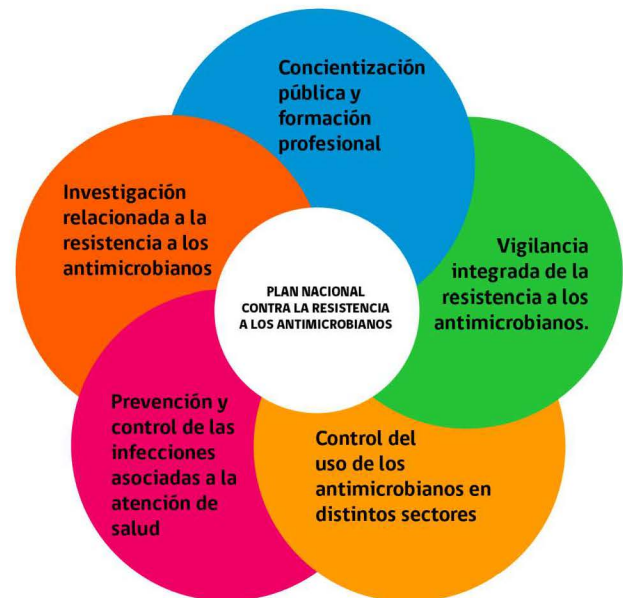 Concientización
pública y
formación
profesional
Investigación
relacionada a la
resistencia a los
antimicrobianos
Vigilancia
integrada de la
resistencia a los
antimicrobianos.
PLAN NACIONAL
CONTRA LA RESISTENCIA
A LOS ANTIMICROBIANOS
Prevención y
control de las
infecciones
asociadas a la
atención de
salud
Control del
uso de los
antimicrobianos en
distintos sectores